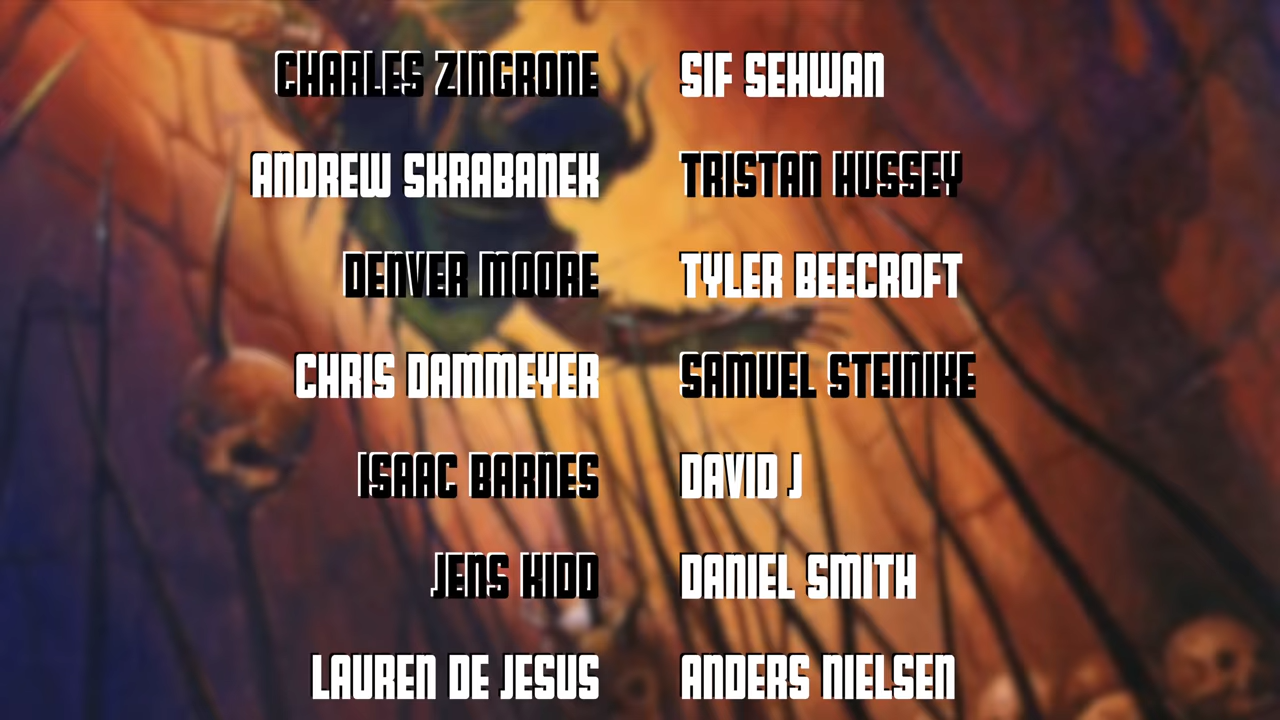 CHARLES ZINGRONE SIF SEHWAN
ANDREW SKRABANEK TRISTAN HUSSEY
DENVER MOORE TYLER BEECROFT
CHRIS DAMMEYER SAMUEL STEINIKE
ISAAC BARNES DAVID J
JENS KIDD DANIEL SMITH
LAUREN DE JESUS ANDERS NIELSEN